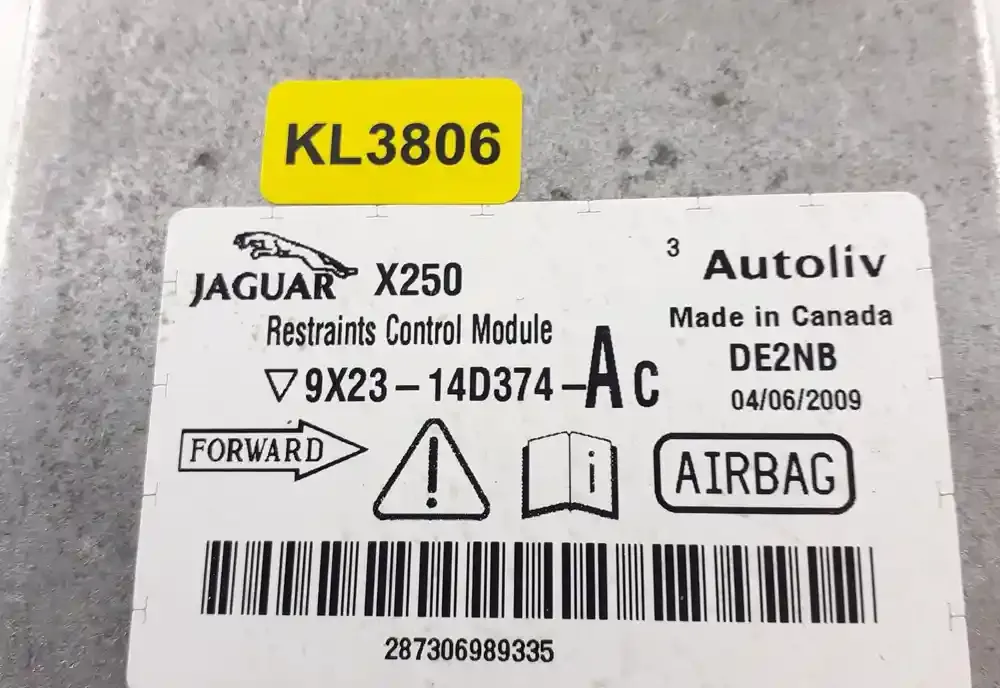 KL3806
JAGUAR X250
3 Autoliv
Restraints Control Module
Made in Canada
9X23-14D374-Ac
DE2NB
04/06/2009
FORWARD
i
AIRBAG
287306989335